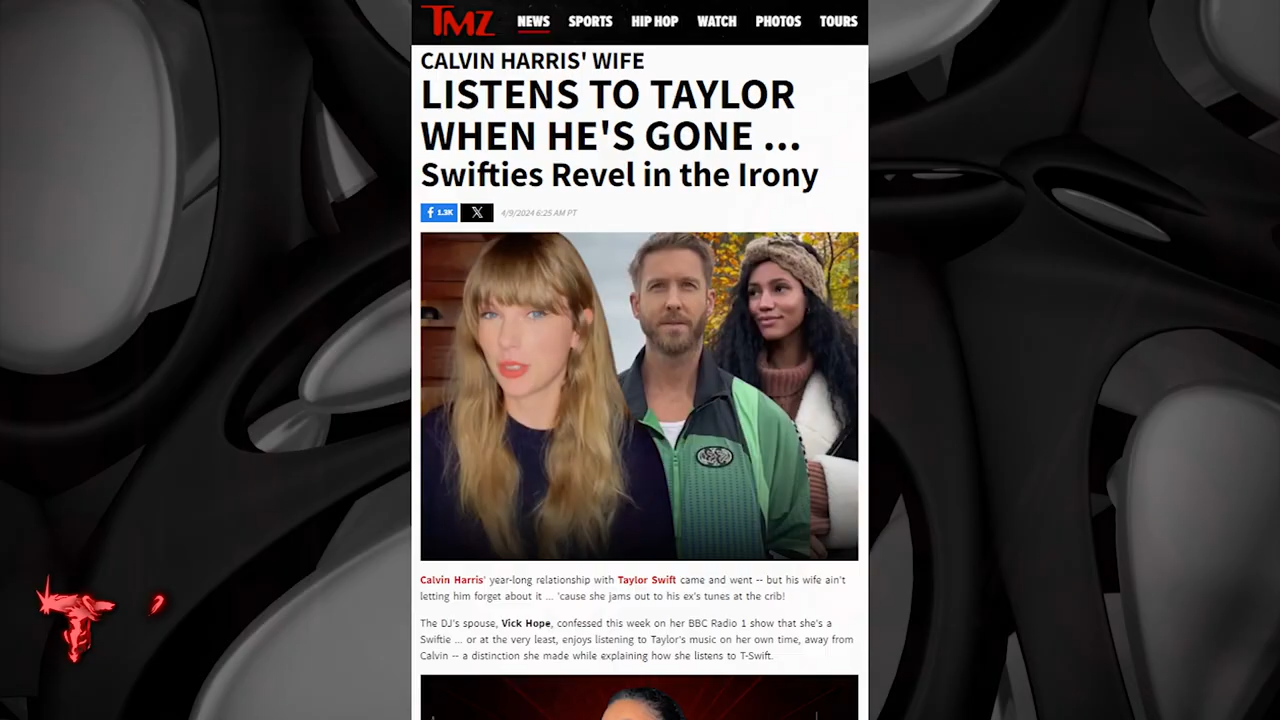 TMZ NEWS SPORTS HIP HOP WATCH PHOTOS TOURS
CALVIN HARRIS' WIFE
LISTENS TO TAYLOR
WHEN HE'S GONE ...
Swifties Revel in the Irony
f 1.3K X 4/9/2024 6:25 AM PT
Calvin Harris' year-long relationship with Taylor Swift came and went -- but his wife ain't
letting him forget about it ... 'cause she jams out to his ex's tunes at the crib!
The DJ's spouse, Vick Hope, confessed this week on her BBC Radio 1 show that she's a
Swiftie ... or at the very least, enjoys listening to Taylor's music on her own time, away from
Calvin -- a distinction she made while explaining how she listens to T-Swift.